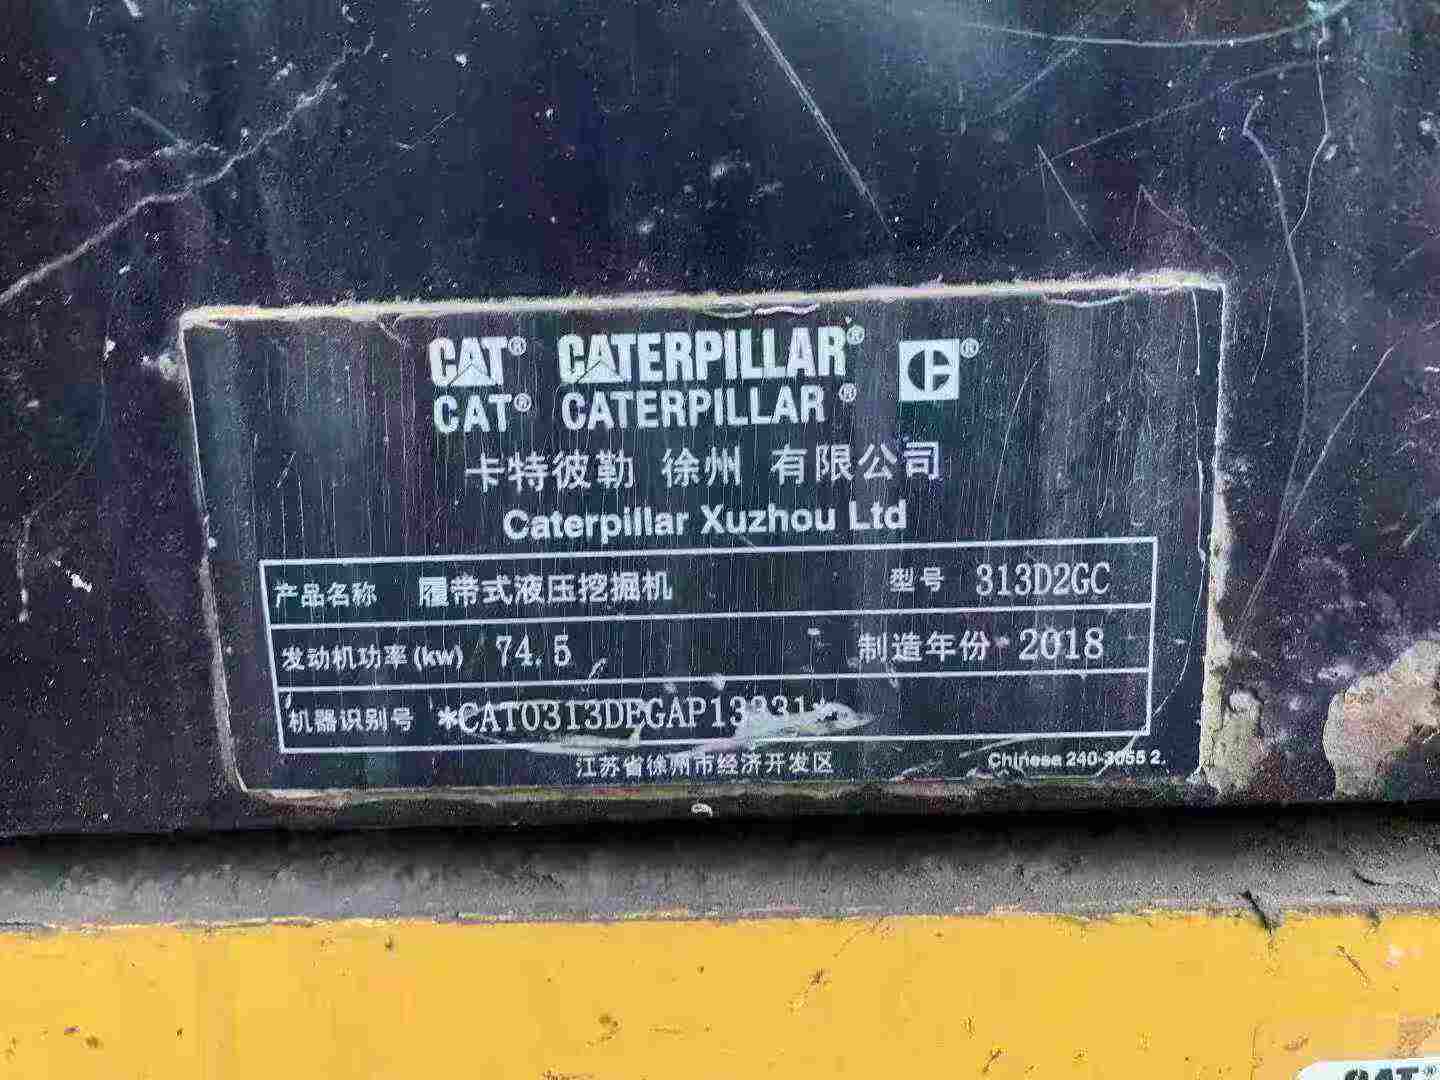 CAT® CATERPILLAR®
CAT® CATERPILLAR®
卡特彼勒 徐州 有限公司
Caterpillar Xuzhou Ltd
产品名称 履带式液压挖掘机 型号 313D2GC
发动机功率(kw) 74.5 制造年份 2018
机器识别号
江苏省徐州市经济开发区 Chinese 240-3055 2.
CAT®